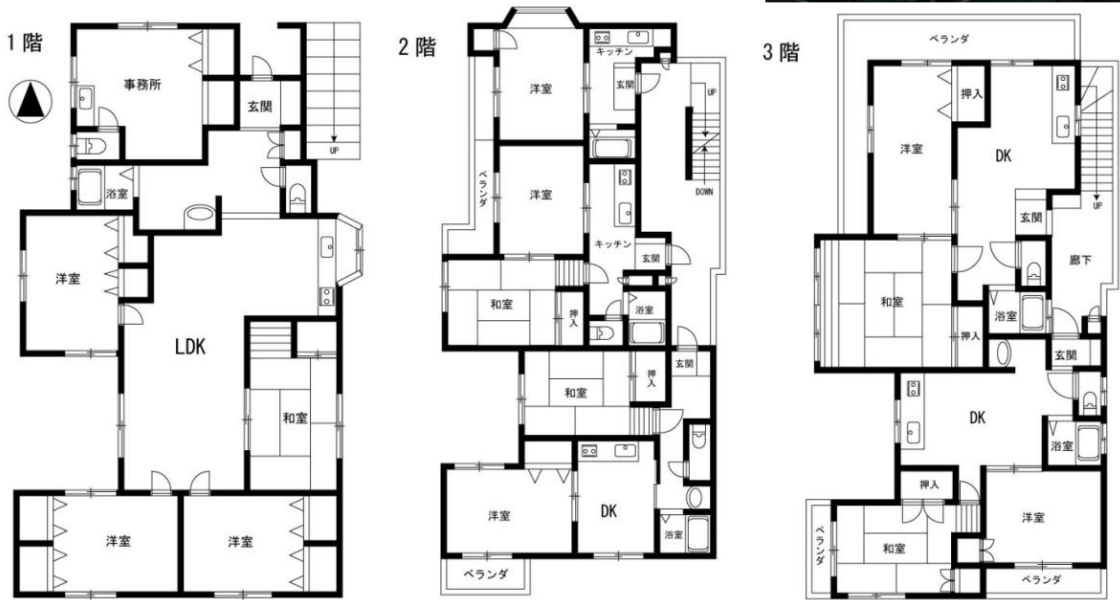 1階
事務所
玄関
UP
浴室
洋室
LDK
和室
洋室
洋室
2階
キッチン
洋室
玄関
UP
ベランダ
洋室
DOWN
キッチン
玄関
和室
押入
浴室
玄関
和室
押入
洋室
DK
浴室
ベランダ
3階
ベランダ
押入
洋室
DK
玄関
UP
廊下
和室
浴室
押入
玄関
DK
浴室
押入
洋室
ベランダ
和室
ベランダ